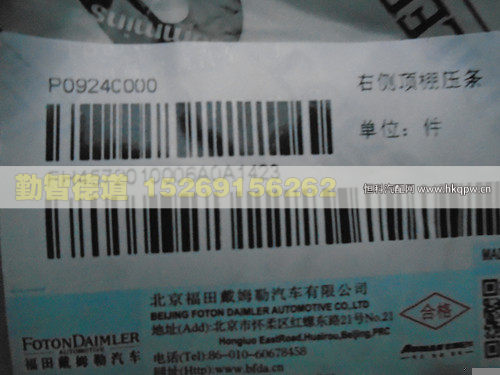 P0924C000
右侧顶棚压条
单位: 件
恒科汽配网 www.hkqpw.cn
勤智德道 15269156262
北京福田戴姆勒汽车有限公司
BEIJING FOTON DAIMLER AUTOMOTIVE CO.,LTD
地址(Add):北京市怀柔区红螺东路21号No.21
Hongluo EastRoad,Huairou,Beijing,PRC
电话(Tel):86-010-60678458
网址(Http):www.bfda.cn
FOTONDAIMLER
AUTOMOTIVE
福田戴姆勒汽车
合格